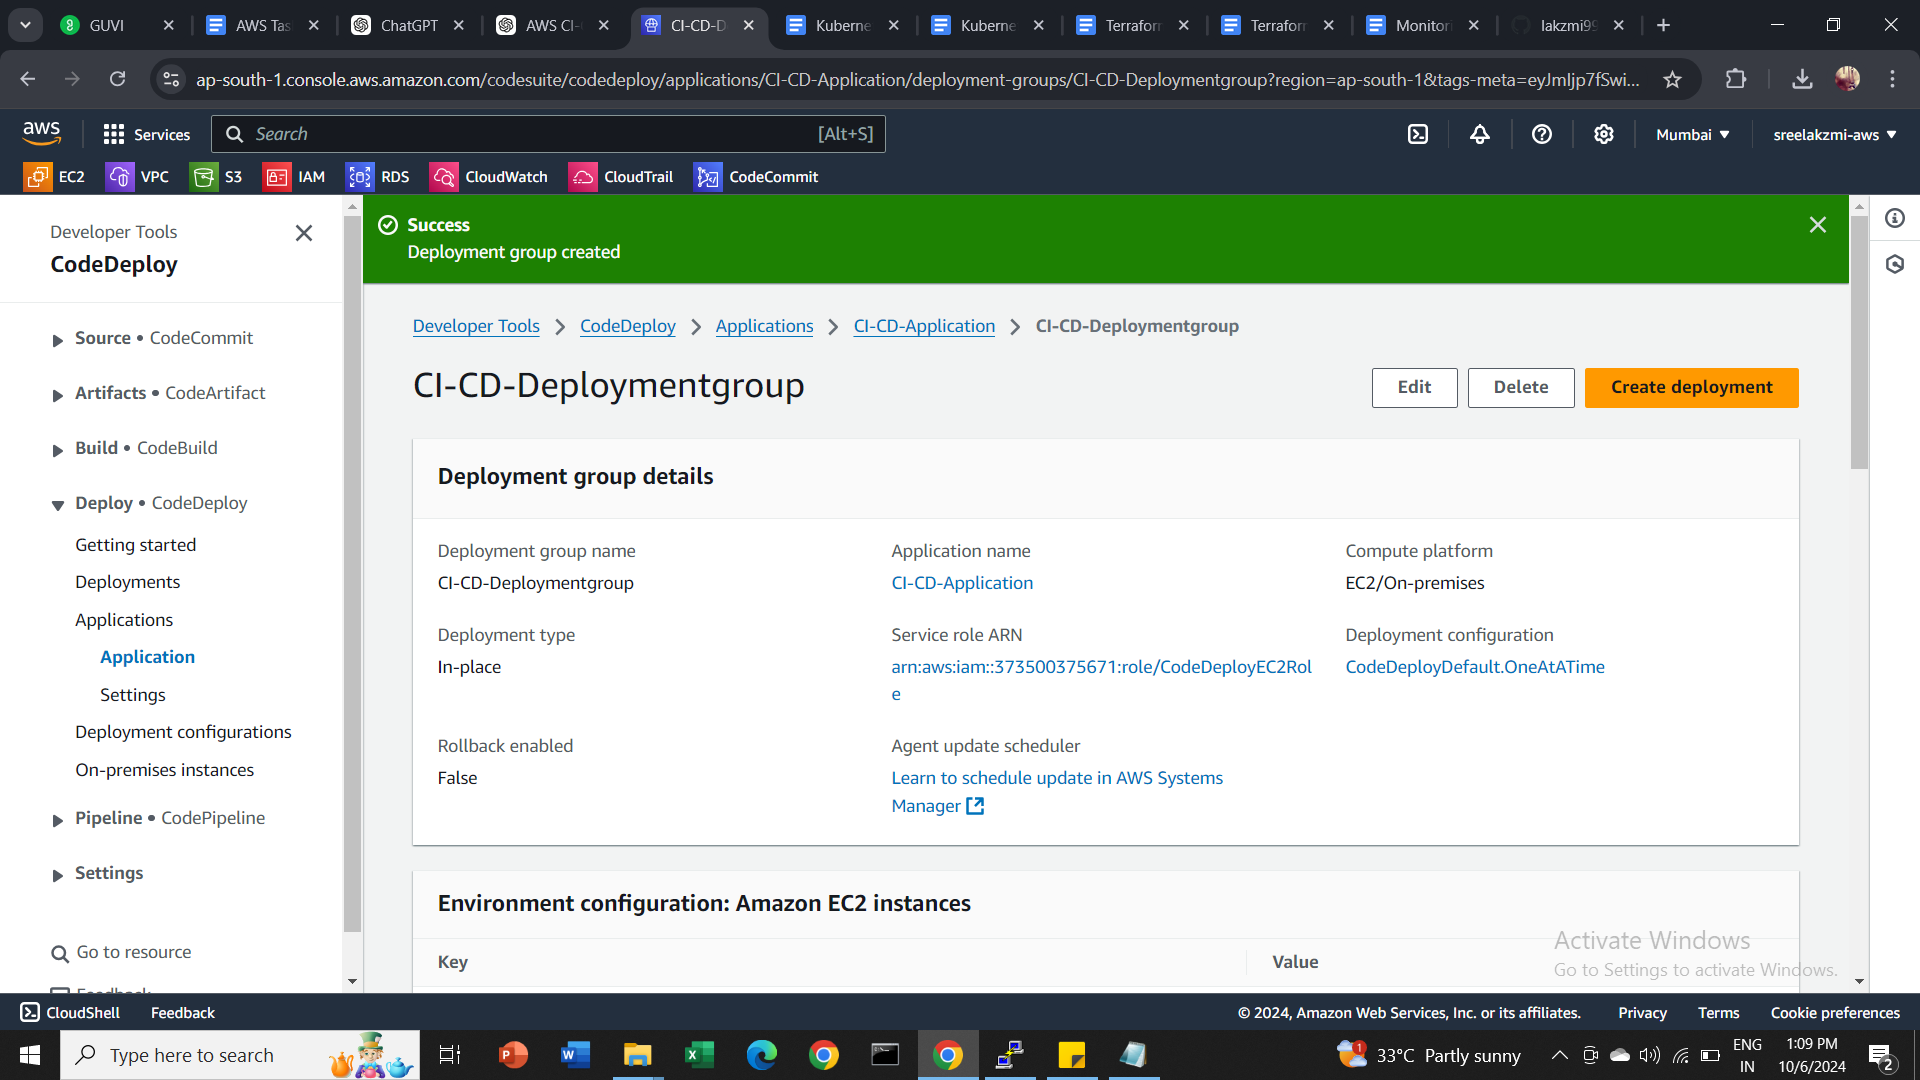 GUVI
AWS Tas
ChatGPT
AWS CI-
CI-CD-D
Kuberne
Kuberne
Terraform
Terraform
Monitori
lakzmi99
ap-south-1.console.aws.amazon.com/codesuite/codedeploy/applications/CI-CD-Application/deployment-groups/CI-CD-Deploymentgroup?region=ap-south-1&tags-meta=eyJmIjp7fSwi...
aws
Services
Search
[Alt+S]
Mumbai
sreelakzmi-aws
EC2
VPC
S3
IAM
RDS
CloudWatch
CloudTrail
CodeCommit
Developer Tools
CodeDeploy
Source • CodeCommit
Artifacts • CodeArtifact
Build • CodeBuild
Deploy • CodeDeploy
Getting started
Deployments
Applications
Application
Settings
Deployment configurations
On-premises instances
Pipeline • CodePipeline
Settings
Go to resource
Feedback
Success
Deployment group created
Developer Tools > CodeDeploy > Applications > CI-CD-Application > CI-CD-Deploymentgroup
CI-CD-Deploymentgroup
Edit
Delete
Create deployment
Deployment group details
Deployment group name
CI-CD-Deploymentgroup
Application name
CI-CD-Application
Compute platform
EC2/On-premises
Deployment type
In-place
Service role ARN
arn:aws:iam::373500375671:role/CodeDeployEC2Rol
e
Deployment configuration
CodeDeployDefault.OneAtATime
Rollback enabled
False
Agent update scheduler
Learn to schedule update in AWS Systems
Manager
Environment configuration: Amazon EC2 instances
Key
Value
Activate Windows
Go to Settings to activate Windows.
CloudShell
Feedback
© 2024, Amazon Web Services, Inc. or its affiliates.
Privacy
Terms
Cookie preferences
Type here to search
33°C Partly sunny
ENG
IN
1:09 PM
10/6/2024
2